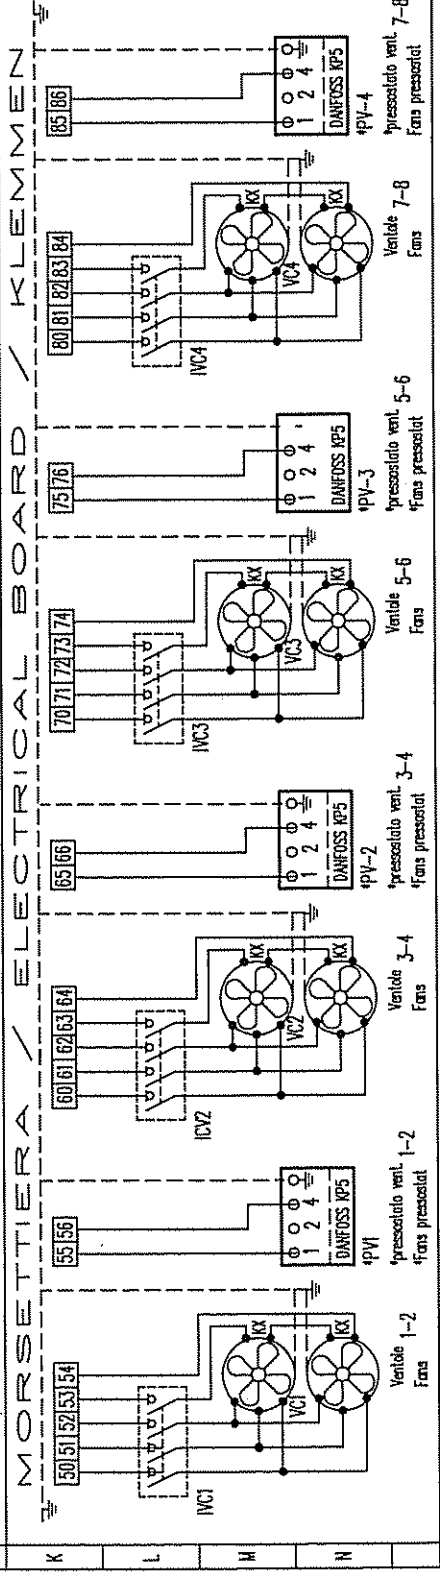 MORSETTIERA / ELECTRICAL BOARD / KLEMMEN
K
L
M
N
50 51 52 53 54
IVC1
KX
VC1
KX
Ventole 1-2
Fans
55 56
1 2 4
DANFOSS KP5
*PV1
*pressostato vent. 1-2
*Fans pressostat
60 61 62 63 64
ICV2
KX
VC2
KX
Ventole 3-4
Fans
65 66
1 2 4
DANFOSS KP5
*PV-2
*pressostato vent. 3-4
*Fans pressostat
70 71 72 73 74
IVC3
KX
VC3
KX
Ventole 5-6
Fans
75 76
1 2 4
DANFOSS KP5
*PV-3
*pressostato vent. 5-6
*Fans pressostat
80 81 82 83 84
IVC4
KX
VC4
KX
Ventole 7-8
Fans
85 86
1 2 4
DANFOSS KP5
*PV-4
*pressostato vent. 7-8
Fans pressostat